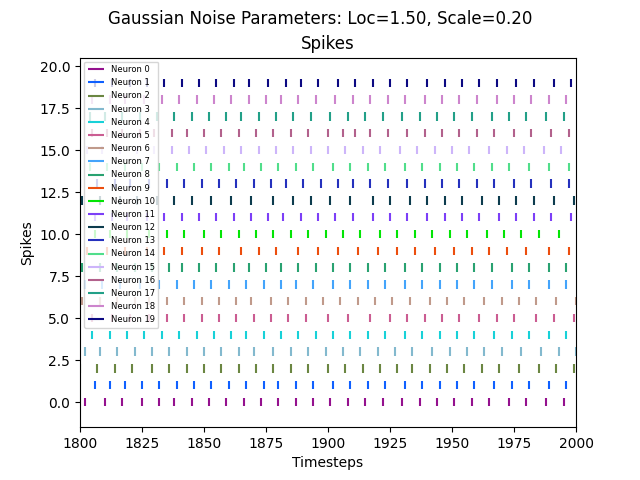 Gaussian Noise Parameters: Loc=1.50, Scale=0.20
Spikes
20.0
17.5
15.0
12.5
10.0
7.5
5.0
2.5
0.0
Spikes
Neuron 0
Neuron 1
Neuron 2
Neuron 3
Neuron 4
Neuron 5
Neuron 6
Neuron 7
Neuron 8
Neuron 9
Neuron 10
Neuron 11
Neuron 12
Neuron 13
Neuron 14
Neuron 15
Neuron 16
Neuron 17
Neuron 18
Neuron 19
1800 1825 1850 1875 1900 1925 1950 1975 2000
Timesteps